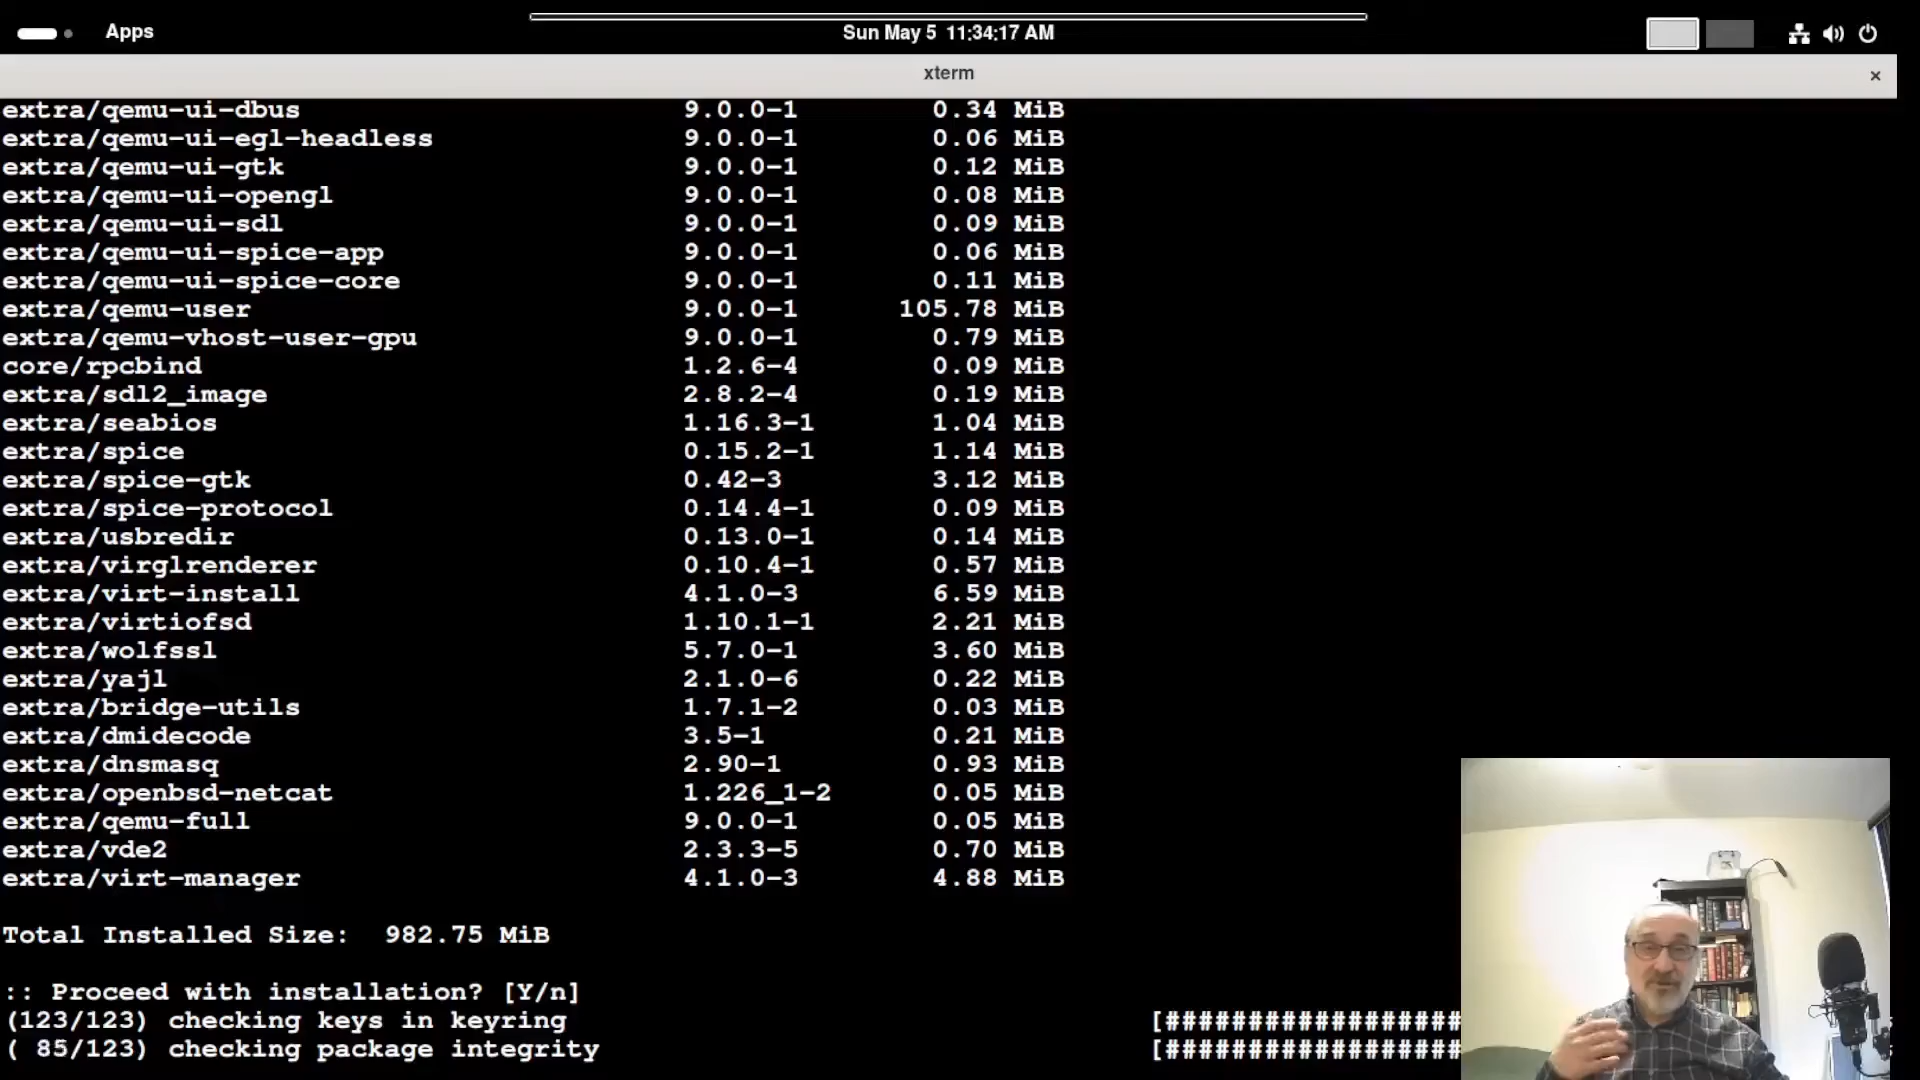 Apps
Sun May 5 11:34:17 AM
xterm
extra/qemu-ui-dbus 9.0.0-1 0.34 MiB
extra/qemu-ui-egl-headless 9.0.0-1 0.06 MiB
extra/qemu-ui-gtk 9.0.0-1 0.12 MiB
extra/qemu-ui-opengl 9.0.0-1 0.08 MiB
extra/qemu-ui-sdl 9.0.0-1 0.09 MiB
extra/qemu-ui-spice-app 9.0.0-1 0.06 MiB
extra/qemu-ui-spice-core 9.0.0-1 0.11 MiB
extra/qemu-user 9.0.0-1 105.78 MiB
extra/qemu-vhost-user-gpu 9.0.0-1 0.79 MiB
core/rpcbind 1.2.6-4 0.09 MiB
extra/sdl2_image 2.8.2-4 0.19 MiB
extra/seabios 1.16.3-1 1.04 MiB
extra/spice 0.15.2-1 1.14 MiB
extra/spice-gtk 0.42-3 3.12 MiB
extra/spice-protocol 0.14.4-1 0.09 MiB
extra/usbredir 0.13.0-1 0.14 MiB
extra/virglrenderer 0.10.4-1 0.57 MiB
extra/virt-install 4.1.0-3 6.59 MiB
extra/virtiofsd 1.10.1-1 2.21 MiB
extra/wolfssl 5.7.0-1 3.60 MiB
extra/yajl 2.1.0-6 0.22 MiB
extra/bridge-utils 1.7.1-2 0.03 MiB
extra/dmidecode 3.5-1 0.21 MiB
extra/dnsmasq 2.90-1 0.93 MiB
extra/openbsd-netcat 1.226_1-2 0.05 MiB
extra/qemu-full 9.0.0-1 0.05 MiB
extra/vde2 2.3.3-5 0.70 MiB
extra/virt-manager 4.1.0-3 4.88 MiB
Total Installed Size: 982.75 MiB
:: Proceed with installation? [Y/n]
(123/123) checking keys in keyring [##################
( 85/123) checking package integrity [##################